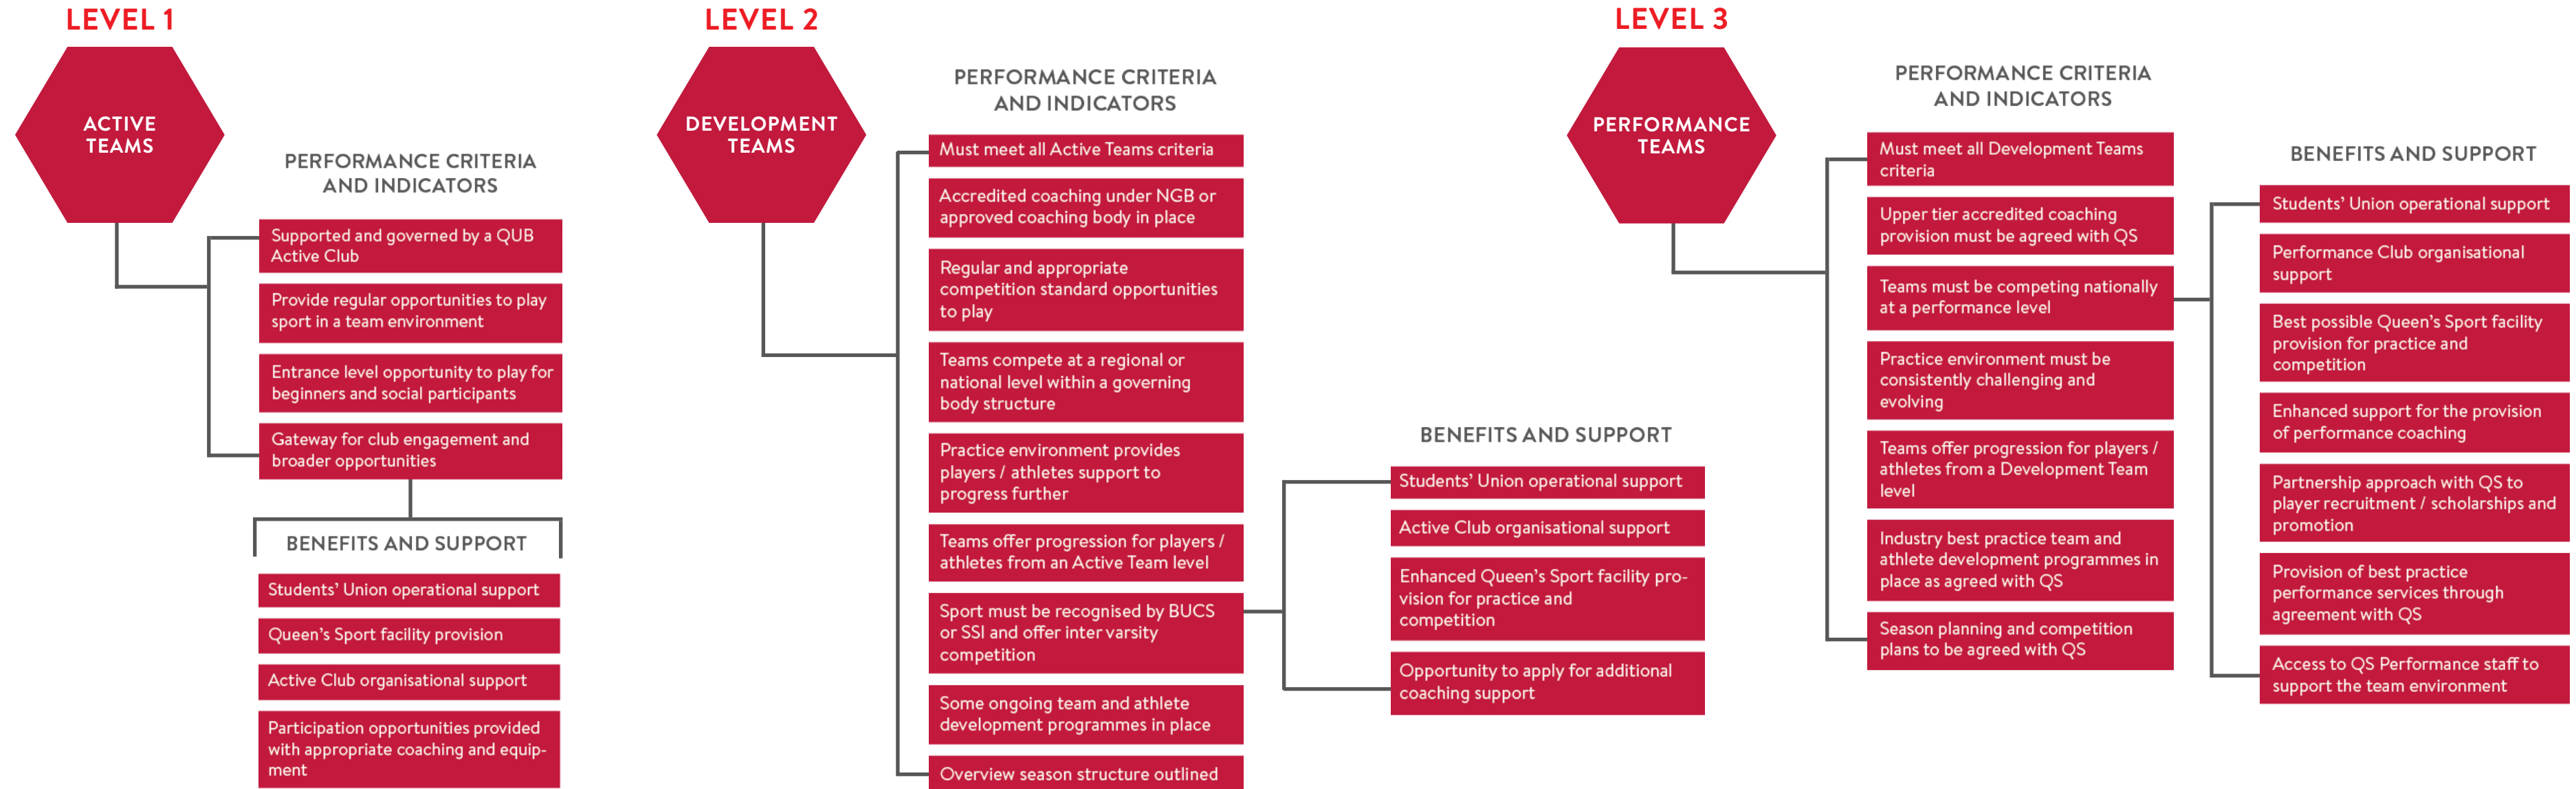 LEVEL 1
ACTIVE
TEAMS
PERFORMANCE CRITERIA
AND INDICATORS
Supported and governed by a QUB
Active Club
Provide regular opportunities to play
sport in a team environment
Entrance level opportunity to play for
beginners and social participants
Gateway for club engagement and
broader opportunities
BENEFITS AND SUPPORT
Students’ Union operational support
Queen’s Sport facility provision
Active Club organisational support
Participation opportunities provided
with appropriate coaching and equip-
ment
LEVEL 2
DEVELOPMENT
TEAMS
PERFORMANCE CRITERIA
AND INDICATORS
Must meet all Active Teams criteria
Accredited coaching under NGB or
approved coaching body in place
Regular and appropriate
competition standard opportunities
to play
Teams compete at a regional or
national level within a governing
body structure
Practice environment provides
players / athletes support to
progress further
Teams offer progression for players /
athletes from an Active Team level
Sport must be recognised by BUCS
or SSI and offer inter varsity
competition
Some ongoing team and athlete
development programmes in place
Overview season structure outlined
BENEFITS AND SUPPORT
Students’ Union operational support
Active Club organisational support
Enhanced Queen’s Sport facility pro-
vision for practice and
competition
Opportunity to apply for additional
coaching support
LEVEL 3
PERFORMANCE
TEAMS
PERFORMANCE CRITERIA
AND INDICATORS
Must meet all Development Teams
criteria
Upper tier accredited coaching
provision must be agreed with QS
Teams must be competing nationally
at a performance level
Practice environment must be
consistently challenging and
evolving
Teams offer progression for players /
athletes from a Development Team
level
Industry best practice team and
athlete development programmes in
place as agreed with QS
Season planning and competition
plans to be agreed with QS
BENEFITS AND SUPPORT
Students’ Union operational support
Performance Club organisational
support
Best possible Queen’s Sport facility
provision for practice and
competition
Enhanced support for the provision
of performance coaching
Partnership approach with QS to
player recruitment / scholarships and
promotion
Provision of best practice
performance services through
agreement with QS
Access to QS Performance staff to
support the team environment